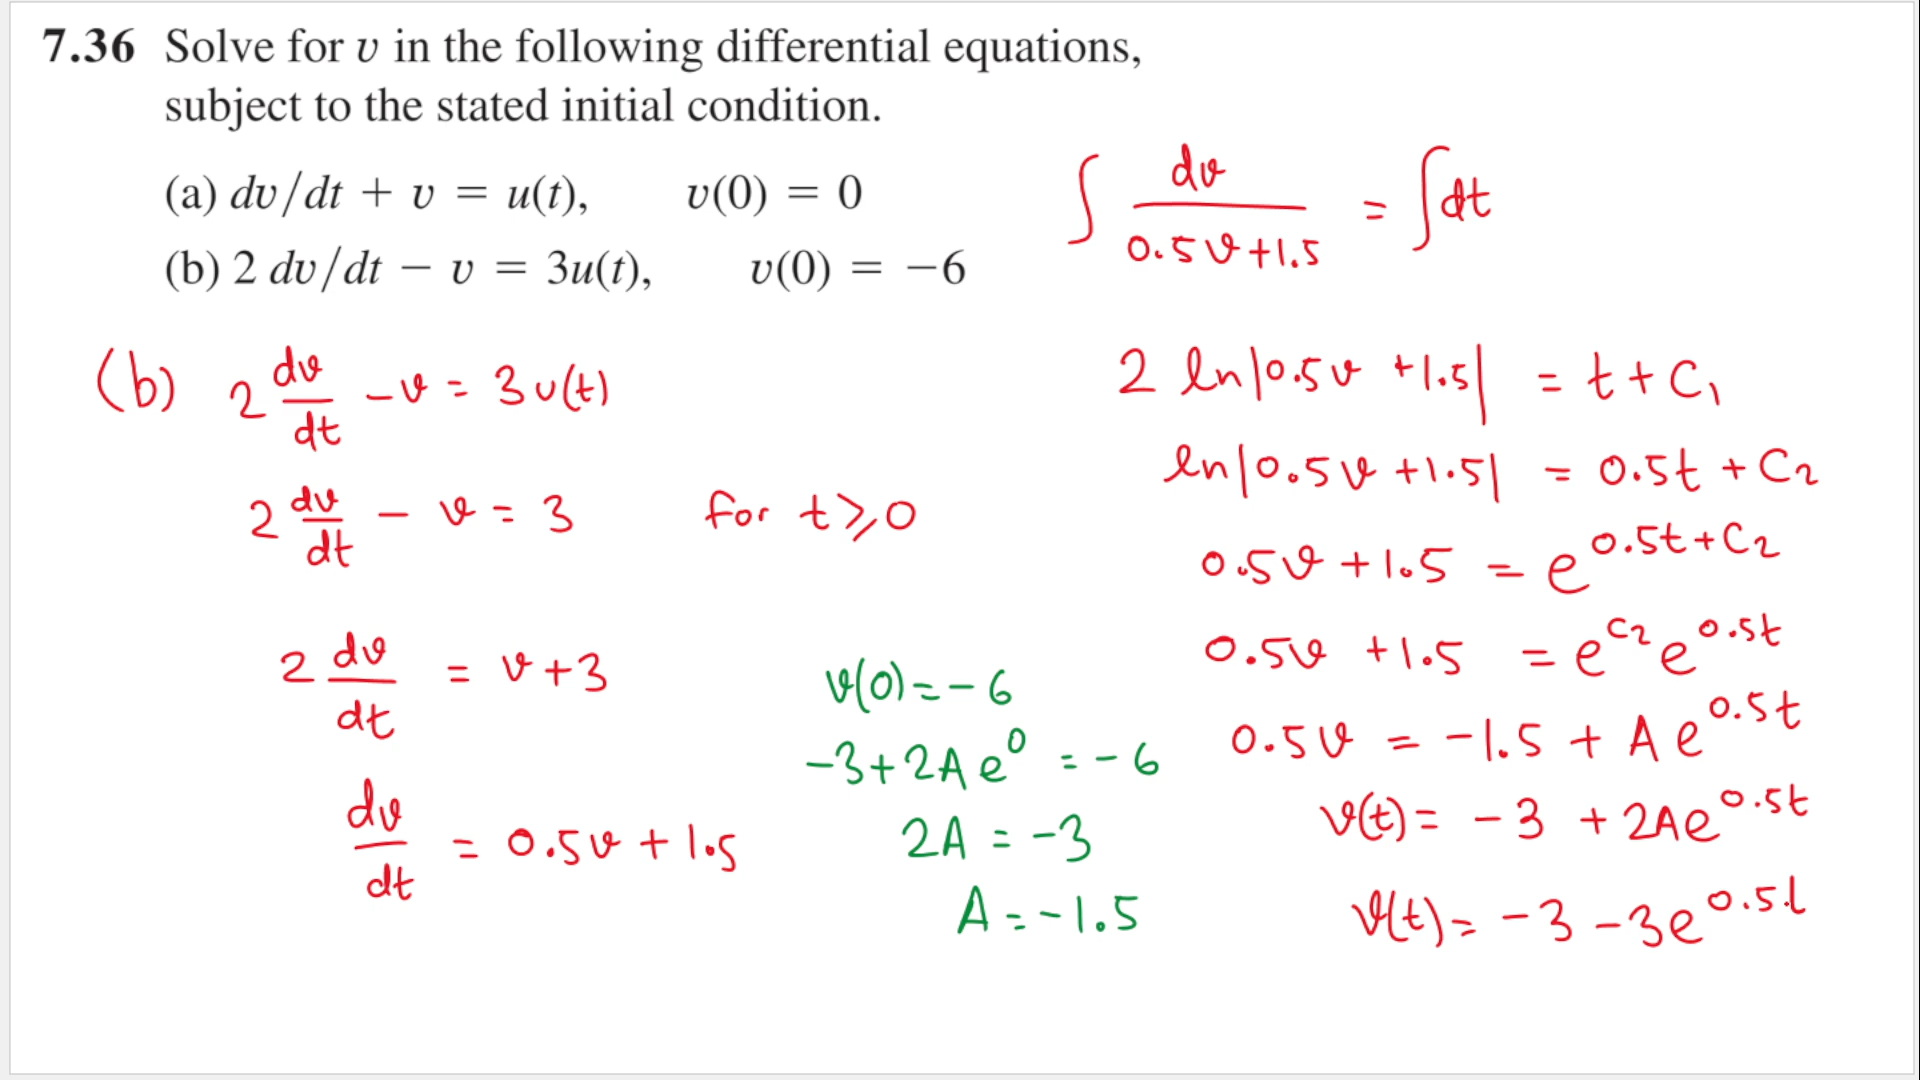 7.36 Solve for v in the following differential equations,
subject to the stated initial condition.
(a) dv/dt + v = u(t), v(0) = 0
(b) 2 dv/dt − v = 3u(t), v(0) = −6
(b) 2 dv/dt - v = 3u(t)
2 dv/dt - v = 3 for t ⩾ 0
2 dv/dt = v + 3
dv/dt = 0.5v + 1.5
v(0) = -6
-3 + 2Ae^0 = -6
2A = -3
A = -1.5
∫ dv/(0.5v + 1.5) = ∫ dt
2 ln|0.5v + 1.5| = t + C₁
ln|0.5v + 1.5| = 0.5t + C₂
0.5v + 1.5 = e^(0.5t + C₂)
0.5v + 1.5 = e^(C₂) e^(0.5t)
0.5v = -1.5 + A e^(0.5t)
v(t) = -3 + 2Ae^(0.5t)
v(t) = -3 - 3e^(0.5t)